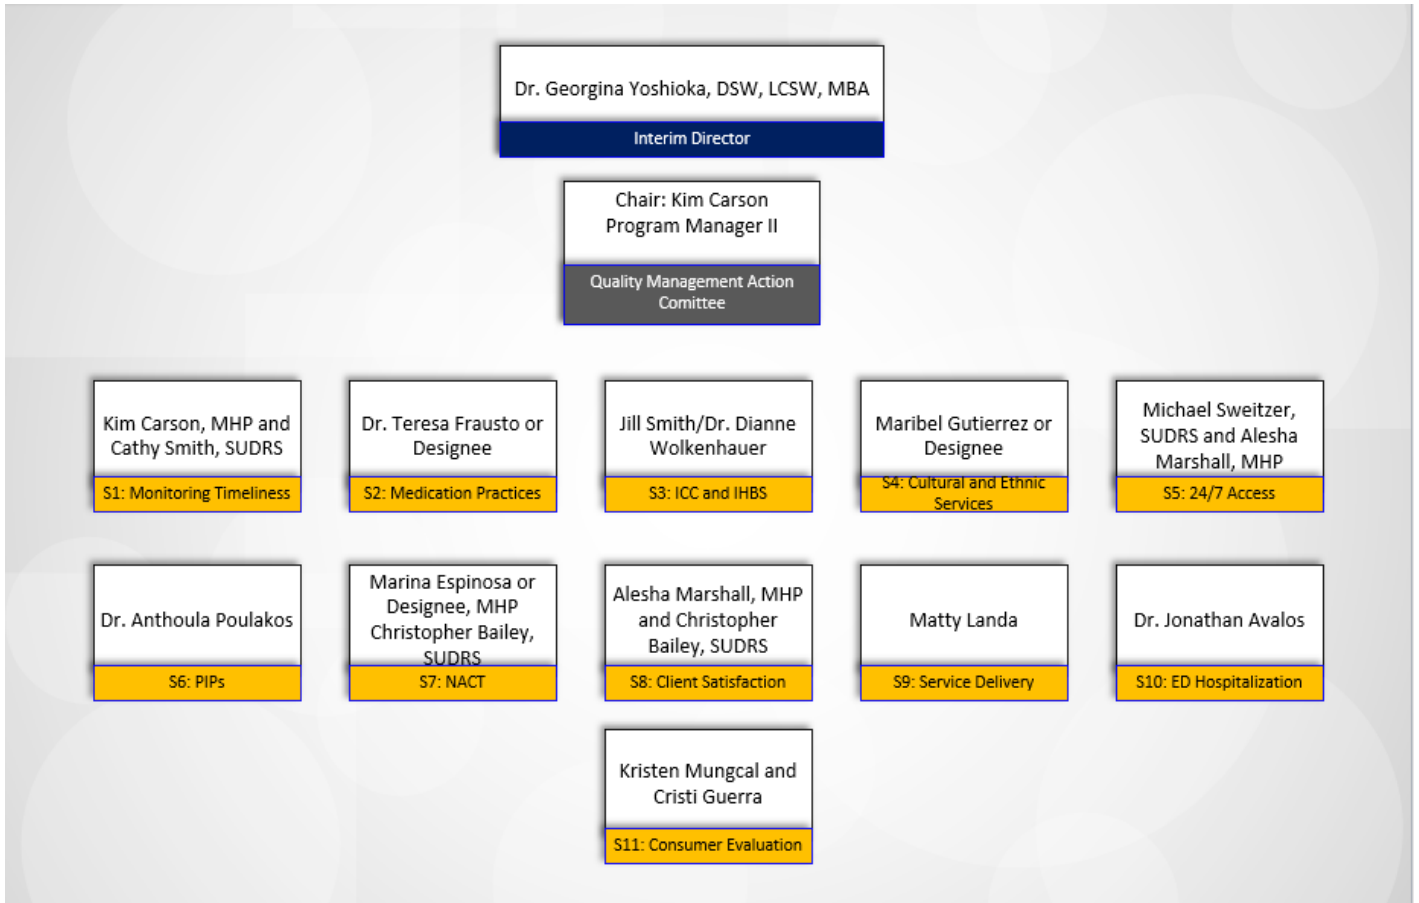 Dr. Georgina Yoshioka, DSW, LCSW, MBA
Interim Director
Chair: Kim Carson
Program Manager II
Quality Management Action
Comittee
Kim Carson, MHP and
Cathy Smith, SUDRS
S1: Monitoring Timeliness
Dr. Teresa Frausto or
Designee
S2: Medication Practices
Jill Smith/Dr. Dianne
Wolkenhauer
S3: ICC and IHBS
Maribel Gutierrez or
Designee
S4: Cultural and Ethnic
Services
Michael Sweitzer,
SUDRS and Alesha
Marshall, MHP
S5: 24/7 Access
Dr. Anthoula Poulakos
S6: PIPs
Marina Espinosa or
Designee, MHP
Christopher Bailey,
SUDRS
S7: NACT
Alesha Marshall, MHP
and Christopher
Bailey, SUDRS
S8: Client Satisfaction
Matty Landa
S9: Service Delivery
Dr. Jonathan Avalos
S10: ED Hospitalization
Kristen Mungcal and
Cristi Guerra
S11: Consumer Evaluation